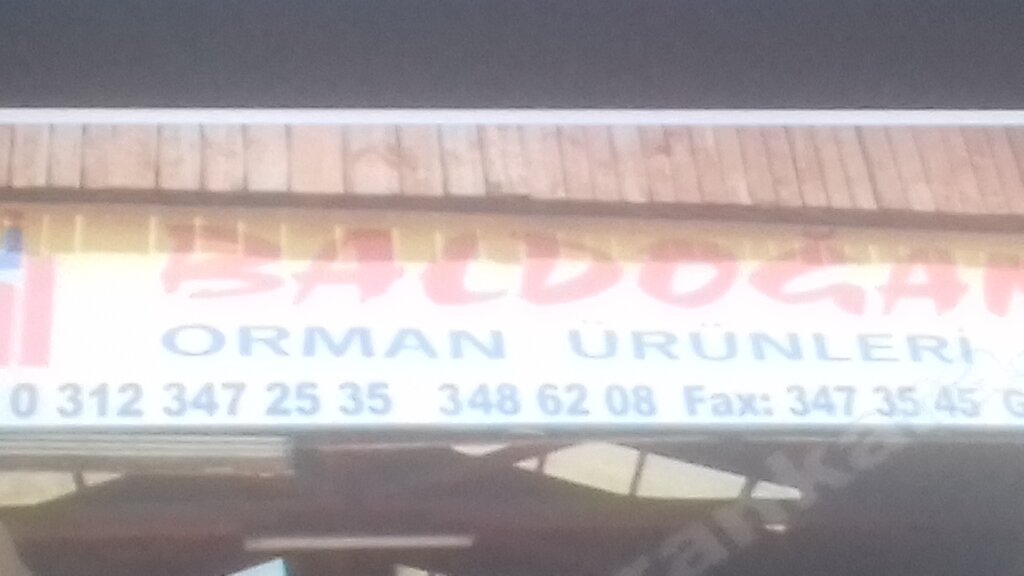 BALDOĞAN
ORMAN ÜRÜNLERİ
0 312 347 25 35 348 62 08 Fax: 347 35 45 G